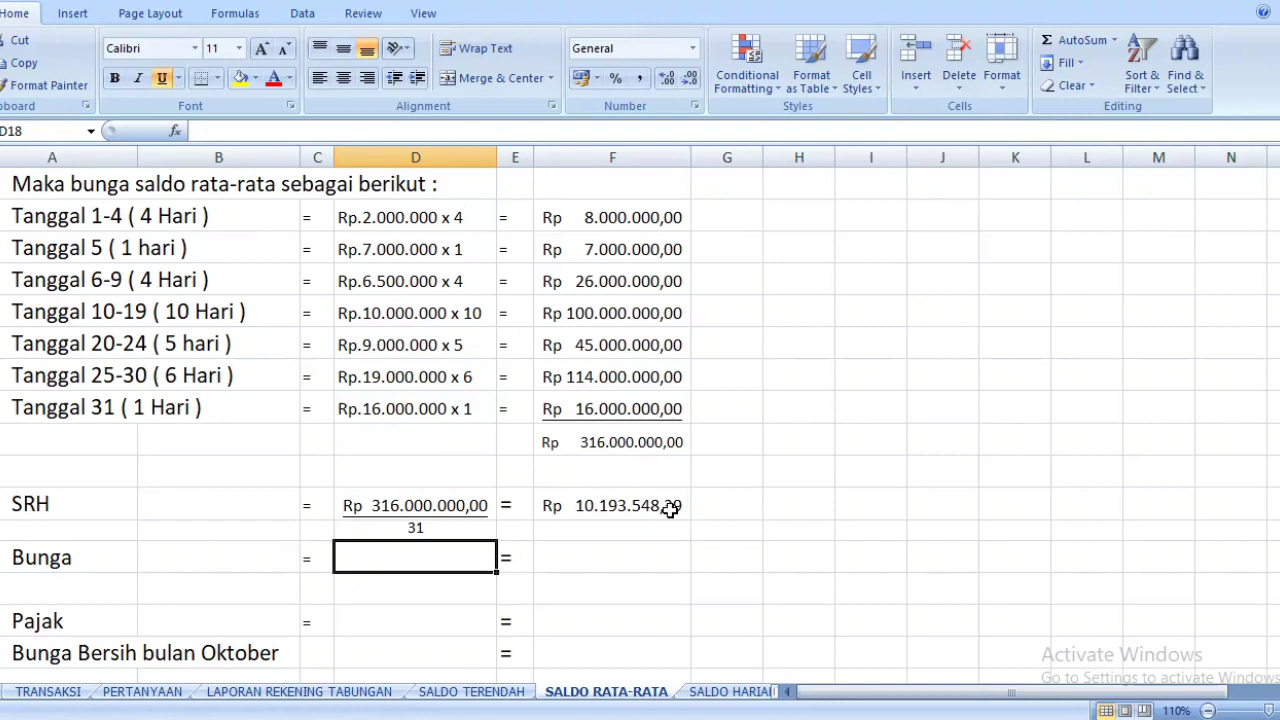 Home Insert Page Layout Formulas Data Review View
Cut Calibri 11 A A Wrap Text General AutoSum
Copy Fill
Format Painter B I U Merge & Center % , Conditional Formatting Format as Table Cell Styles Insert Delete Format Clear Sort & Filter Find & Select
Font Alignment Number Styles Cells Editing
D18 fx
A B C D E F G H I J K L M N
Maka bunga saldo rata-rata sebagai berikut :
Tanggal 1-4 ( 4 Hari ) = Rp.2.000.000 x 4 = Rp 8.000.000,00
Tanggal 5 ( 1 hari ) = Rp.7.000.000 x 1 = Rp 7.000.000,00
Tanggal 6-9 ( 4 Hari ) = Rp.6.500.000 x 4 = Rp 26.000.000,00
Tanggal 10-19 ( 10 Hari ) = Rp.10.000.000 x 10 = Rp 100.000.000,00
Tanggal 20-24 ( 5 hari ) = Rp.9.000.000 x 5 = Rp 45.000.000,00
Tanggal 25-30 ( 6 Hari ) = Rp.19.000.000 x 6 = Rp 114.000.000,00
Tanggal 31 ( 1 Hari ) = Rp.16.000.000 x 1 = Rp 16.000.000,00
Rp 316.000.000,00
SRH = Rp 316.000.000,00 = Rp
31
Bunga = =
Pajak = =
Bunga Bersih bulan Oktober =
Activate Windows
Go to Settings to activate Windows
TRANSAKSI PERTANYAAN LAPORAN REKENING TABUNGAN SALDO TERENDAH SALDO RATA-RATA SALDO
110%